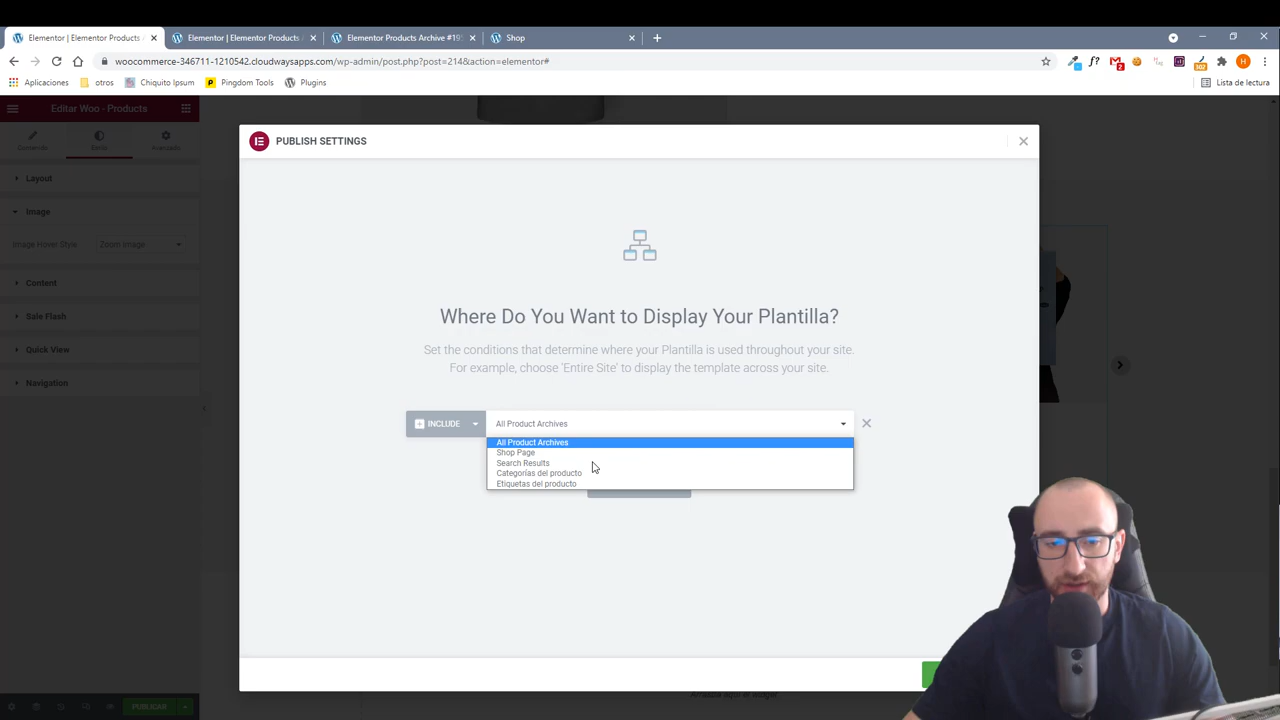 Elementor | Elementor Products A
Elementor | Elementor Products A
Elementor Products Archive #19
Shop
woocommerce-346711-1210542.cloudwaysapps.com/wp-admin/post.php?post=214&action=elementor#
Aplicaciones
otros
Chiquito Ipsum
Pingdom Tools
Plugins
Lista de lectura
Editar Woo - Products
Contenido
Estilo
Avanzado
Layout
Image
Image Hover Style
Zoom Image
Content
Sale Flash
Quick View
Navigation
PUBLICAR
PUBLISH SETTINGS
Where Do You Want to Display Your Plantilla?
Set the conditions that determine where your Plantilla is used throughout your site.
For example, choose 'Entire Site' to display the template across your site.
INCLUDE
All Product Archives
All Product Archives
Shop Page
Search Results
Categorías del producto
Etiquetas del producto